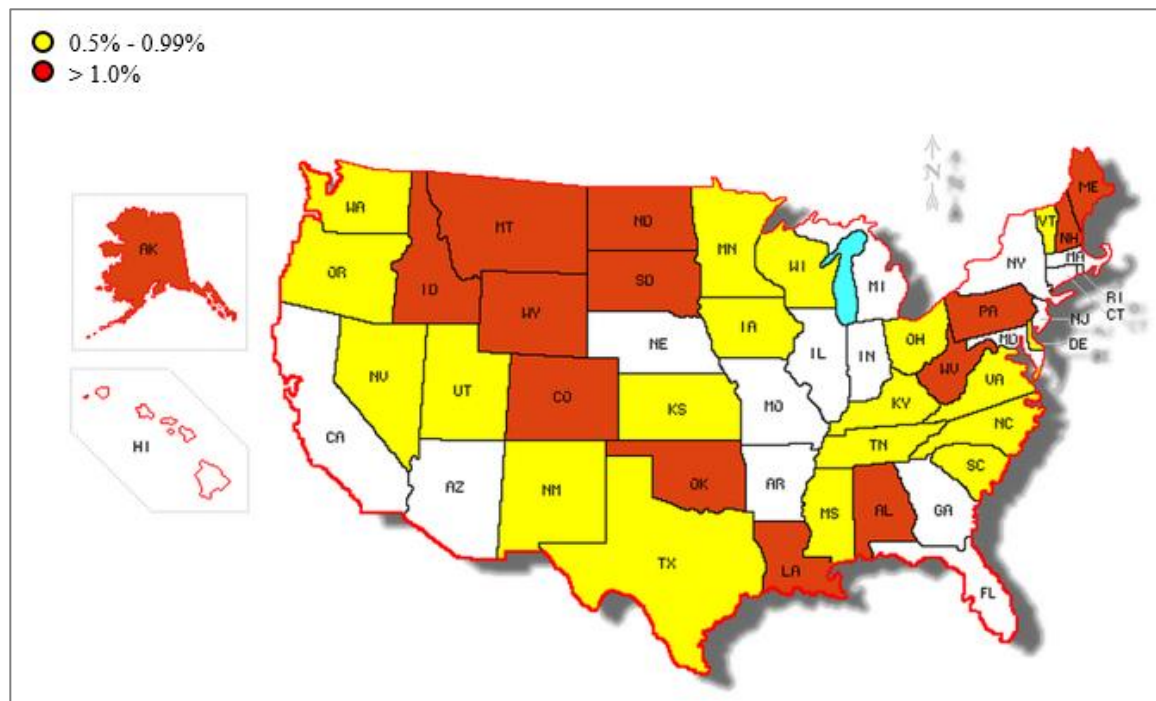 0.5% - 0.99%
> 1.0%
N
N
A
ME
WA
VT
AK
MT
ND
NH
MN
MA
OR
WI
NY
ID
SD
MI
RI
WY
CT
PA
NJ
IA
OH
MD
DE
NE
IL
IN
WV
NV
UT
VA
CO
KS
MO
KY
CA
NC
HI
TN
SC
OK
AR
AZ
NM
MS
AL
GA
TX
LA
FL